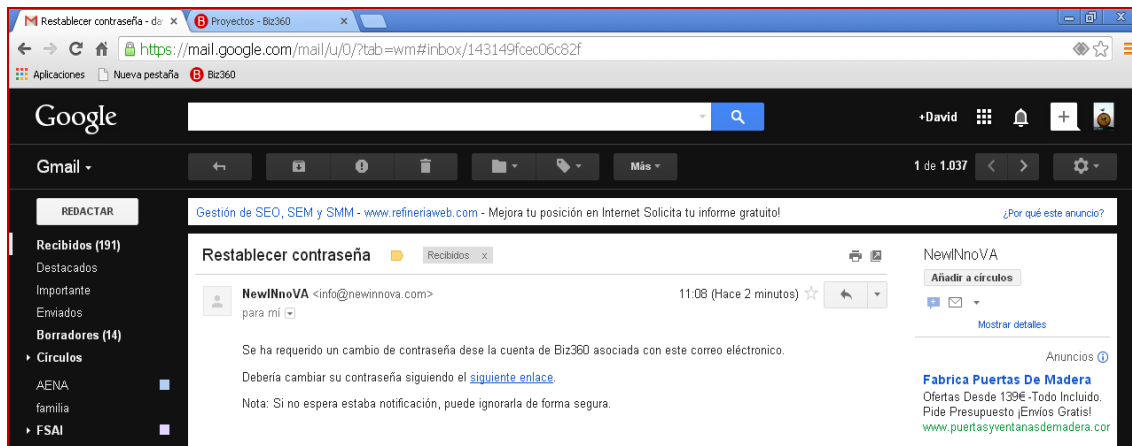 Restablecer contraseña - da
Proyectos - Biz360
https://mail.google.com/mail/u/0/?tab=wm#inbox/143149fcec06c82f
Aplicaciones Nueva pestaña Biz360
Google
+David
Gmail
Más
1 de 1.037
REDACTAR
Gestión de SEO, SEM y SMM - www.refineriaweb.com - Mejora tu posición en Internet Solicita tu informe gratuito!
¿Por qué este anuncio?
Recibidos (191)
Destacados
Importante
Enviados
Borradores (14)
Círculos
AENA
familia
FSAI
Restablecer contraseña
Recibidos x
NewINnoVA <info@newinnova.com>
11:08 (Hace 2 minutos)
para mí
Se ha requerido un cambio de contraseña dese la cuenta de Biz360 asociada con este correo eléctronico.
Debería cambiar su contraseña siguiendo el siguiente enlace.
Nota: Si no espera estaba notificación, puede ignorarla de forma segura.
NewINnoVA
Añadir a círculos
Mostrar detalles
Anuncios
Fabrica Puertas De Madera
Ofertas Desde 139€ -Todo Incluido.
Pide Presupuesto ¡Envíos Gratis!
www.puertasyventanasdemadera.cor